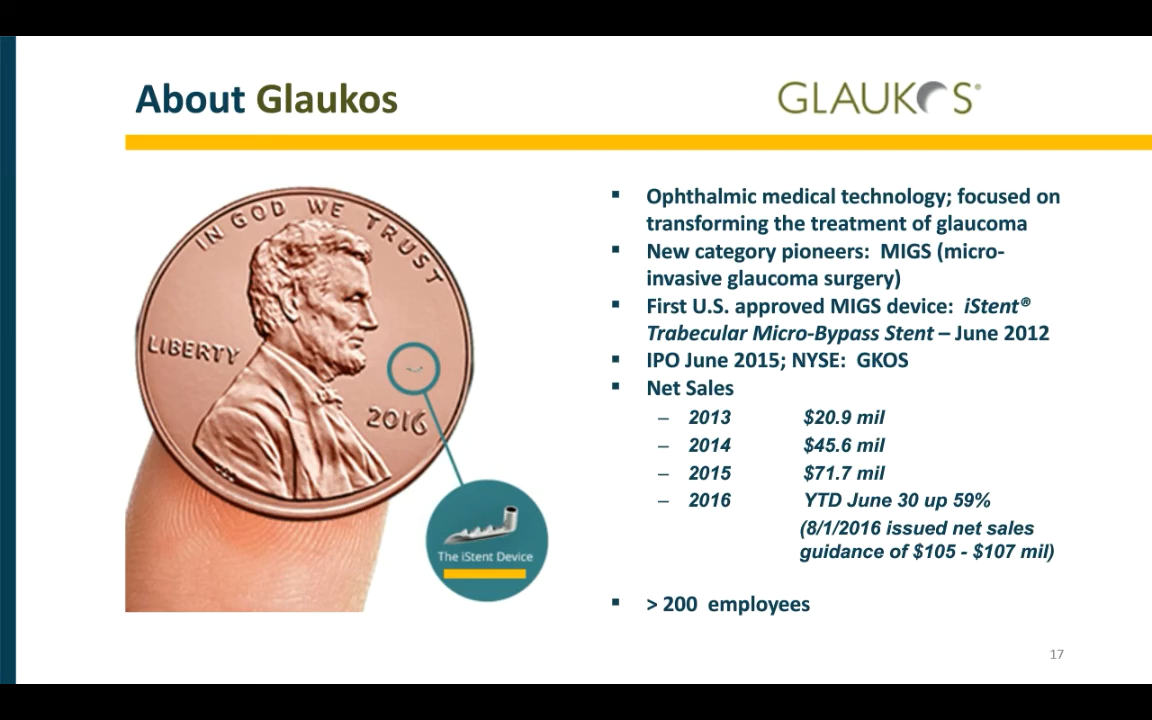 About Glaukos
GLAUKOS®
IN GOD WE TRUST
LIBERTY
2016
The iStent Device
▪ Ophthalmic medical technology; focused on
transforming the treatment of glaucoma
▪ New category pioneers: MIGS (micro-
invasive glaucoma surgery)
▪ First U.S. approved MIGS device: iStent®
Trabecular Micro-Bypass Stent – June 2012
▪ IPO June 2015; NYSE: GKOS
▪ Net Sales
– 2013 $20.9 mil
– 2014 $45.6 mil
– 2015 $71.7 mil
– 2016 YTD June 30 up 59%
(8/1/2016 issued net sales
guidance of $105 - $107 mil)
▪ > 200 employees
17